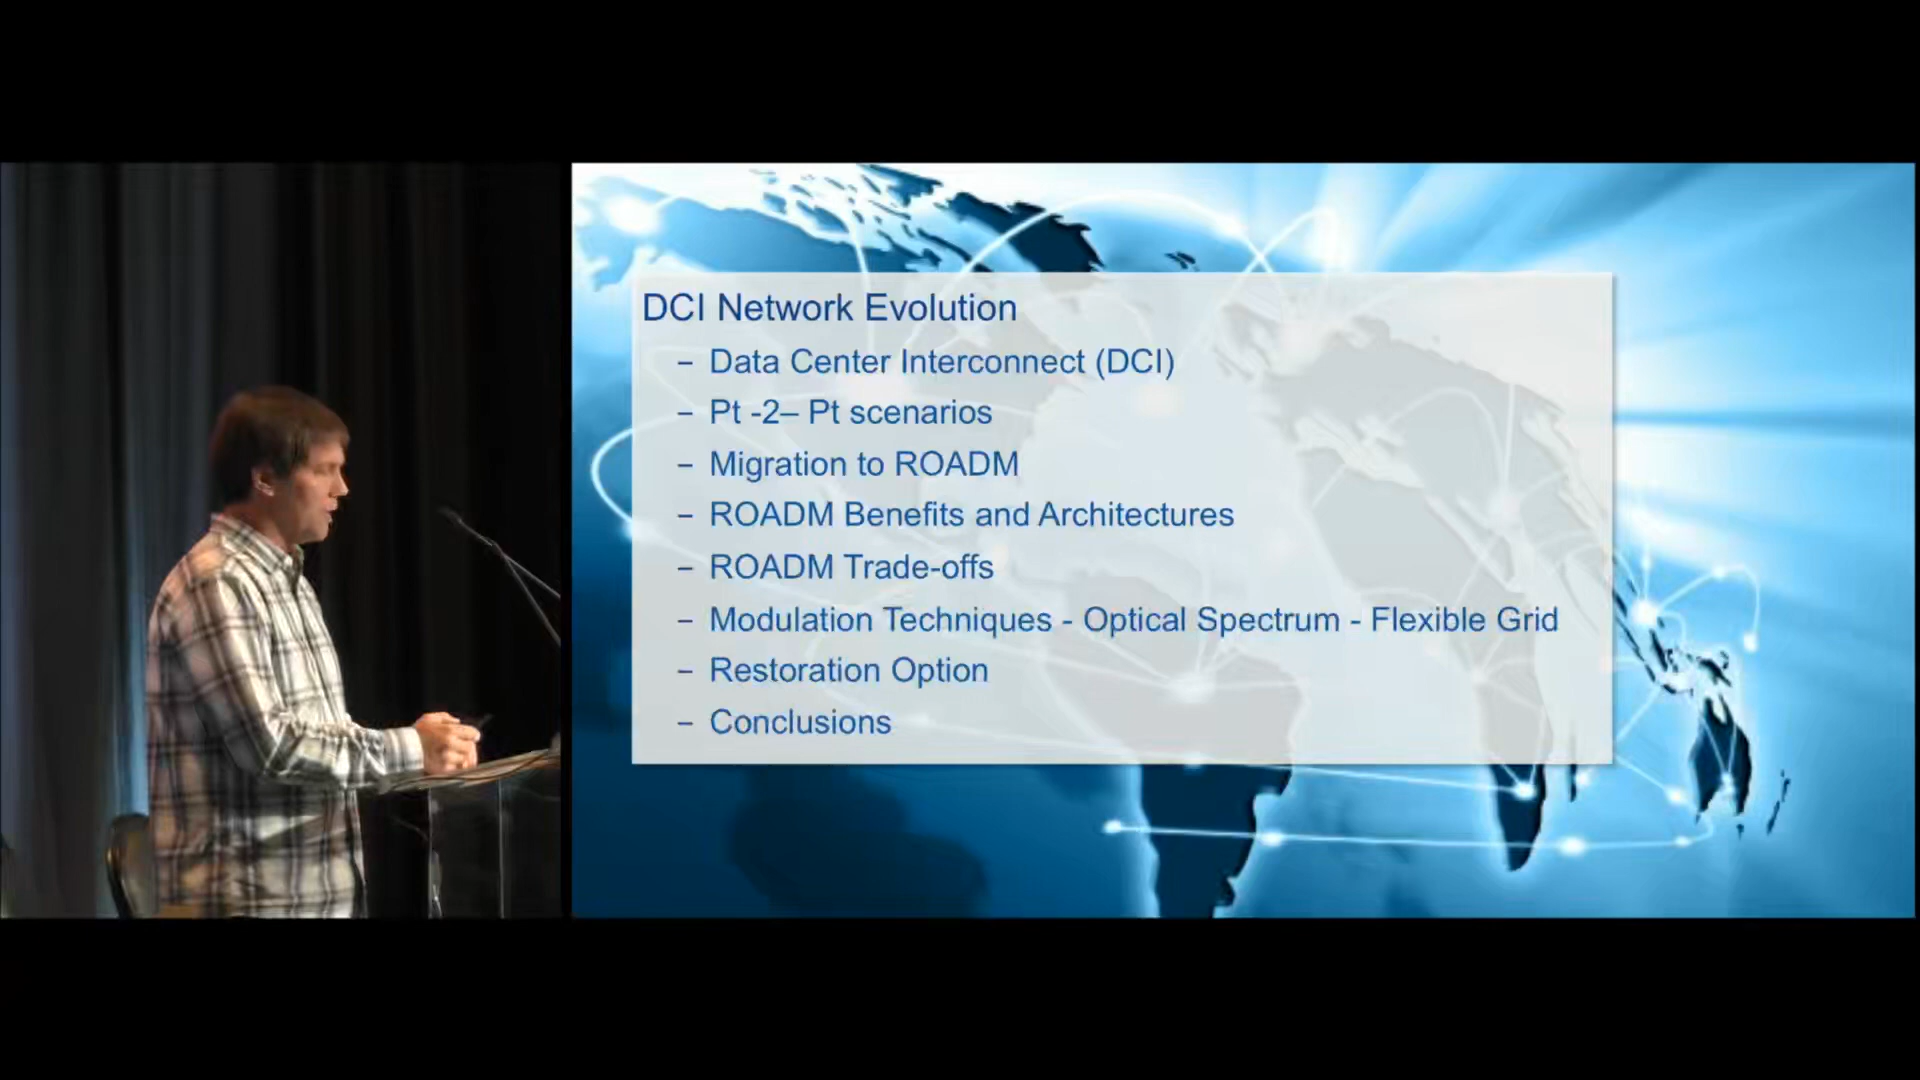 DCI Network Evolution
– Data Center Interconnect (DCI)
– Pt -2– Pt scenarios
– Migration to ROADM
– ROADM Benefits and Architectures
– ROADM Trade-offs
– Modulation Techniques - Optical Spectrum - Flexible Grid
– Restoration Option
– Conclusions